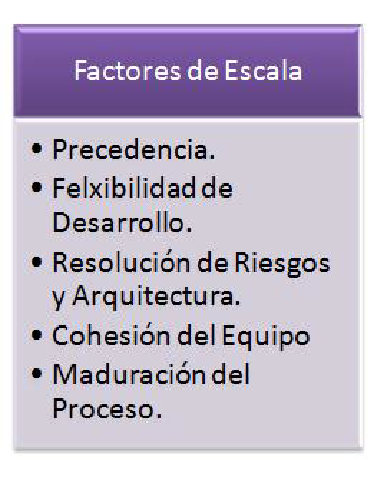 Factores de Escala
• Precedencia.
• Felxibilidad de
Desarrollo.
• Resolución de Riesgos
y Arquitectura.
• Cohesión del Equipo
• Maduración del
Proceso.